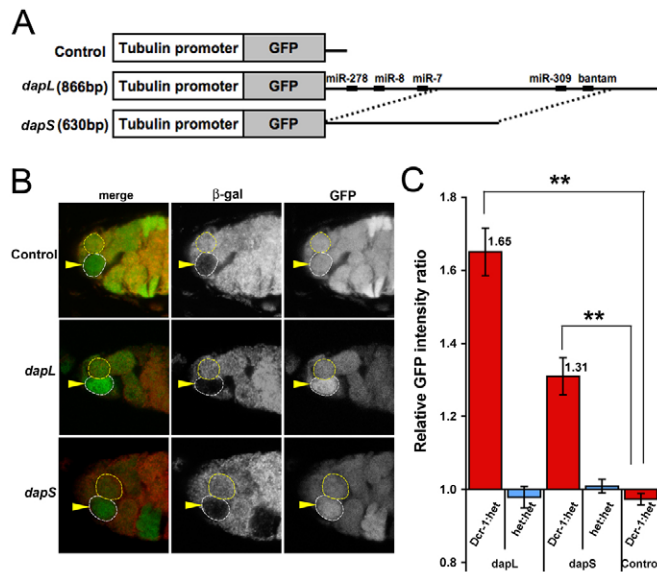 A
Control
Tubulin promoter GFP
dapL (866bp)
Tubulin promoter GFP
miR-278 miR-8 miR-7 miR-309 bantam
dapS (630bp)
Tubulin promoter GFP
B
merge β-gal GFP
Control
dapL
dapS
C
Relative GFP intensity ratio
1.8
1.6
1.4
1.2
1.0
0.8
**
1.65
**
1.31
Dcr-1:het
het:het
Dcr-1:het
het:het
Dcr-1:het
dapL dapS Control